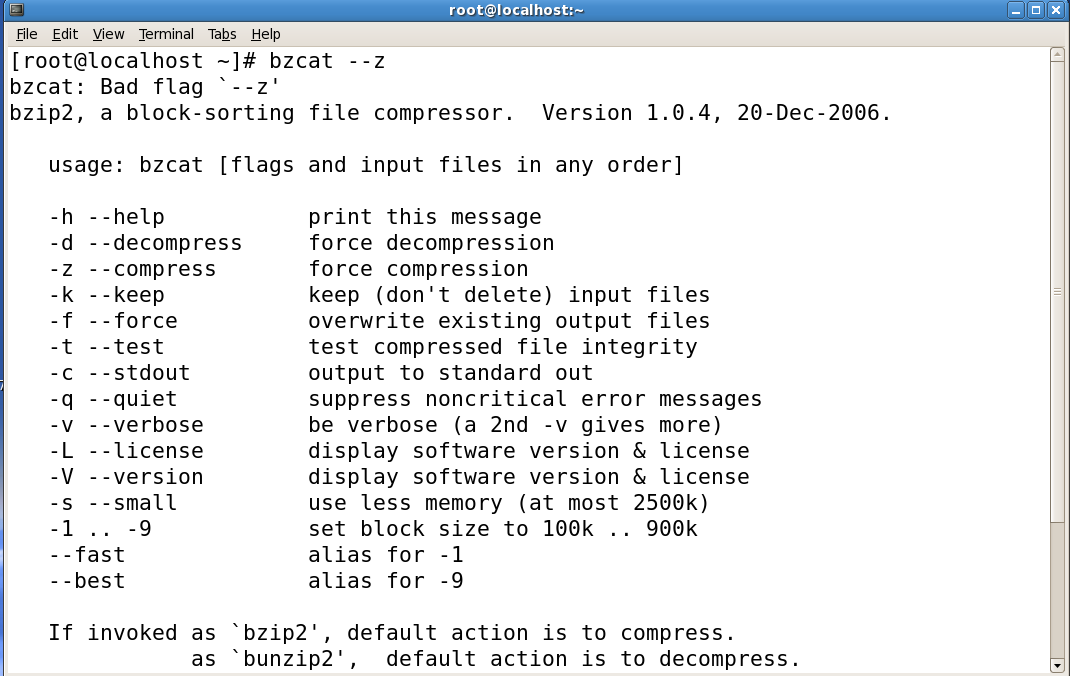 root@localhost:~
File Edit View Terminal Tabs Help
[root@localhost ~]# bzcat --z
bzcat: Bad flag `--z'
bzip2, a block-sorting file compressor.  Version 1.0.4, 20-Dec-2006.
usage: bzcat [flags and input files in any order]
-h --help           print this message
-d --decompress     force decompression
-z --compress       force compression
-k --keep           keep (don't delete) input files
-f --force          overwrite existing output files
-t --test           test compressed file integrity
-c --stdout         output to standard out
-q --quiet          suppress noncritical error messages
-v --verbose        be verbose (a 2nd -v gives more)
-L --license        display software version & license
-V --version        display software version & license
-s --small          use less memory (at most 2500k)
-1 .. -9            set block size to 100k .. 900k
--fast              alias for -1
--best              alias for -9
If invoked as `bzip2', default action is to compress.
as `bunzip2',  default action is to decompress.